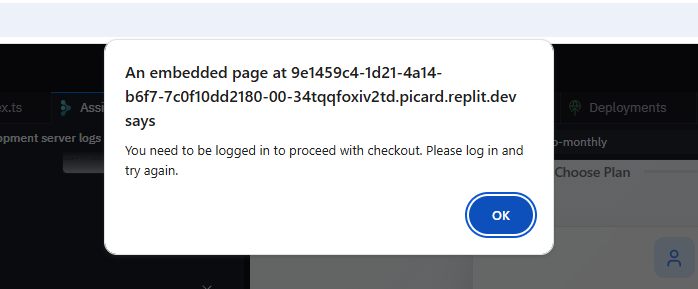 An embedded page at 9e1459c4-1d21-4a14-
b6f7-7c0f10dd2180-00-34tqqfoxiv2td.picard.replit.dev
says
You need to be logged in to proceed with checkout. Please log in and
try again.
OK
ex.ts
Assi
Deployments
opment server logs
o-monthly
Choose Plan